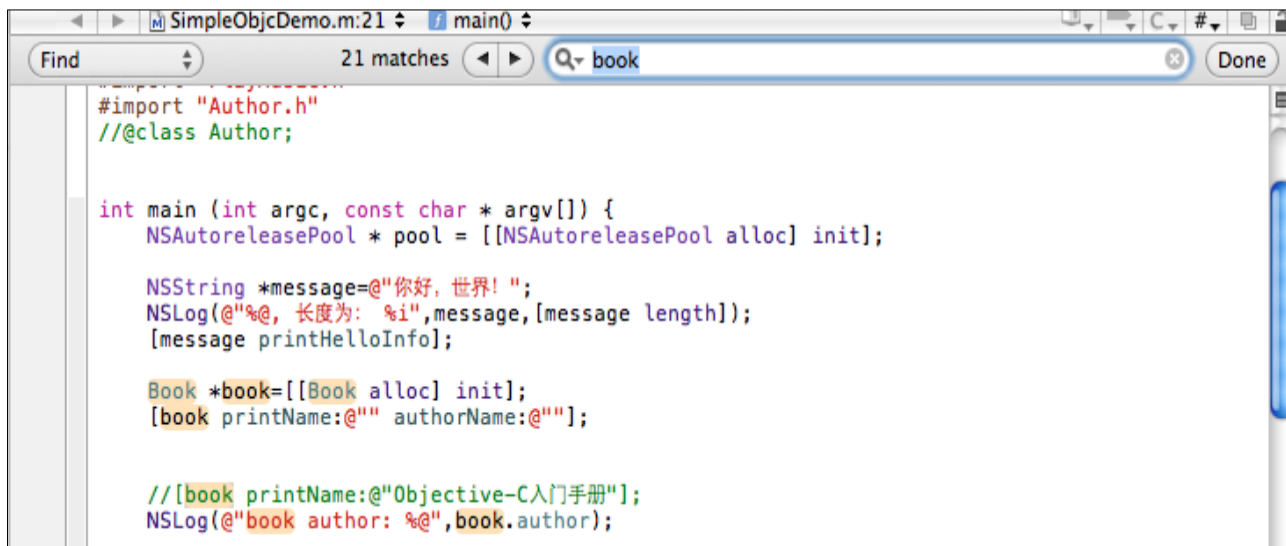 SimpleObjcDemo.m:21 main() C #
Find 21 matches book Done
#import "Author.h"
//@class Author;
int main (int argc, const char * argv[]) {
NSAutoreleasePool * pool = [[NSAutoreleasePool alloc] init];
NSString *message=@"你好，世界！";
NSLog(@"%@, 长度为： %i",message,[message length]);
[message printHelloInfo];
Book *book=[[Book alloc] init];
[book printName:@"" authorName:@""];
//[book printName:@"Objective-C入门手册"];
NSLog(@"book author: %@",book.author);